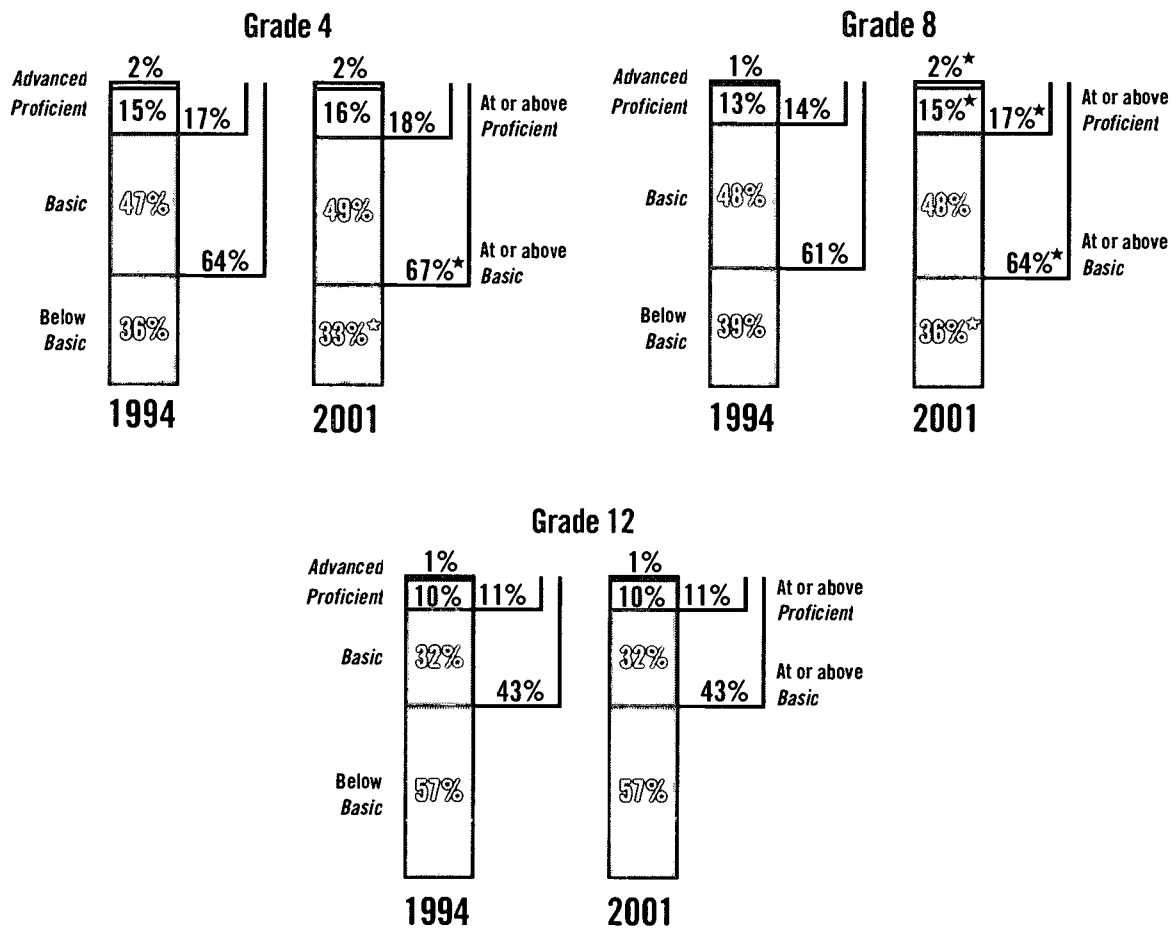 Grade 4
2%
2%
Advanced
Proficient
15%
17%
16%
18%
At or above
Proficient
Basic
47%
49%
64%
67%★
At or above
Basic
Below
Basic
36%
33%☆
1994
2001
Grade 8
1%
2%★
Advanced
Proficient
13%
14%
15%★
17%★
At or above
Proficient
Basic
48%
48%
61%
64%★
At or above
Basic
Below
Basic
39%
36%☆
1994
2001
Grade 12
1%
1%
Advanced
Proficient
10%
11%
10%
11%
At or above
Proficient
Basic
32%
32%
43%
43%
At or above
Basic
Below
Basic
57%
57%
1994
2001